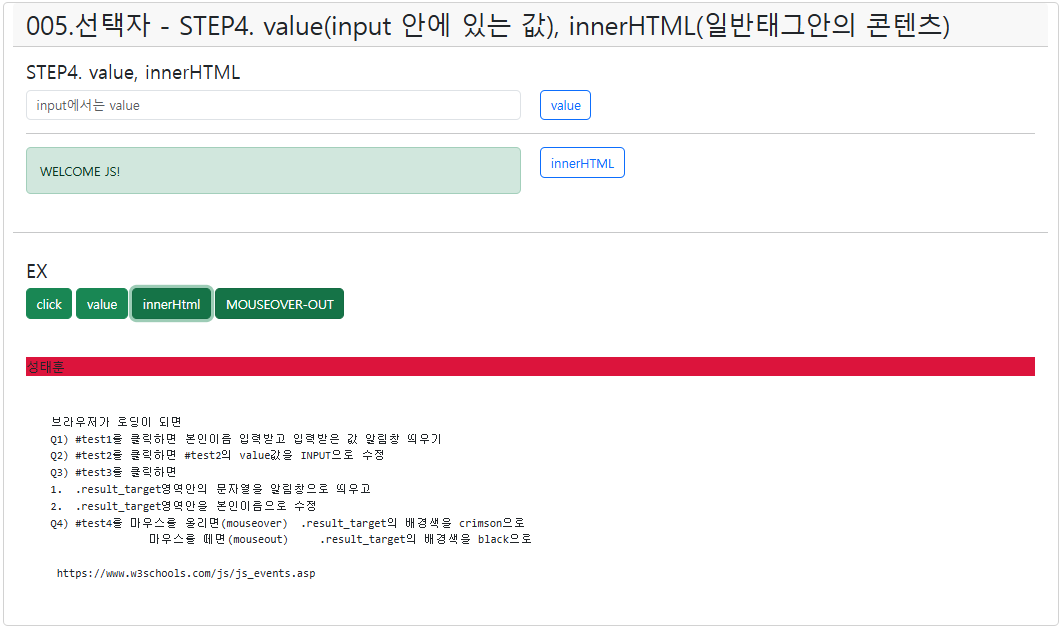 005.선택자 - STEP4. value(input 안에 있는 값), innerHTML(일반태그안의 콘텐츠)
STEP4. value, innerHTML
input에서는 value
value
WELCOME JS!
innerHTML
EX
click value innerHtml MOUSEOVER-OUT
성태훈
브라우저가 로딩이 되면
Q1) #test1를 클릭하면 본인이름 입력받고 입력받은 값 알림창 띄우기
Q2) #test2를 클릭하면 #test2의 value값을 INPUT으로 수정
Q3) #test3를 클릭하면
1. .result_target영역안의 문자열을 알림창으로 띄우고
2. .result_target영역안을 본인이름으로 수정
Q4) #test4를 마우스를 올리면(mouseover) .result_target의 배경색을 crimson으로
마우스를 떼면(mouseout) .result_target의 배경색을 black으로
https://www.w3schools.com/js/js_events.asp